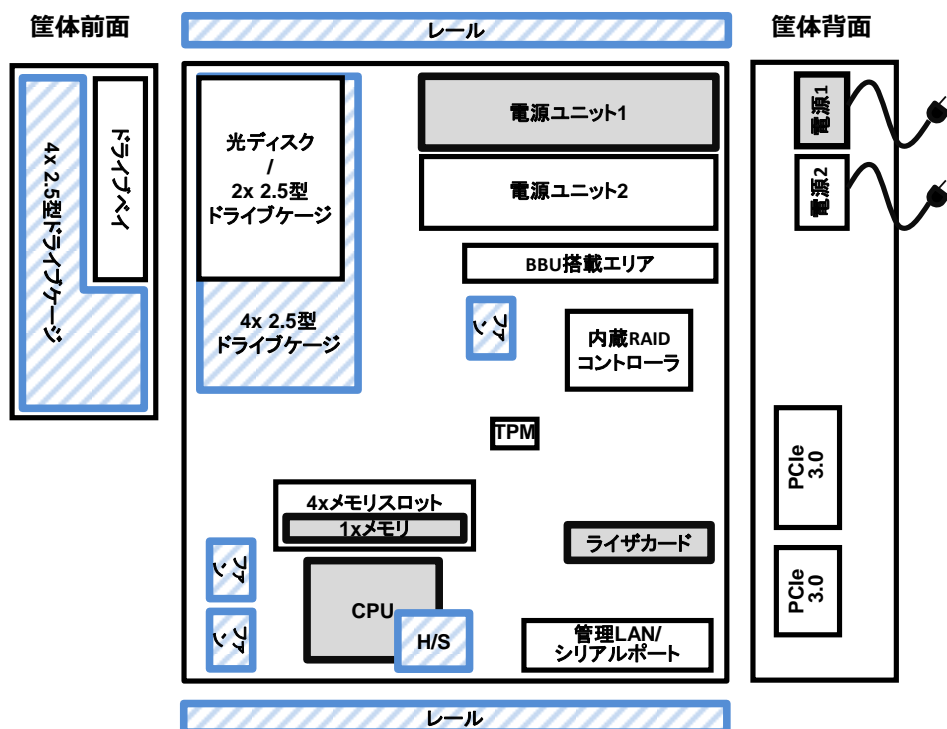 筐体前面
レール
筐体背面
4x 2.5型ドライブケージ
ドライブベイ
光ディスク
/
2x 2.5型
ドライブケージ
4x 2.5型
ドライブケージ
電源ユニット1
電源ユニット2
BBU搭載エリア
ファン
内蔵RAID
コントローラ
TPM
4xメモリスロット
1xメモリ
ライザカード
ファン
ファン
CPU
H/S
管理LAN/
シリアルポート
電源1
電源2
PCIe
3.0
PCIe
3.0
レール